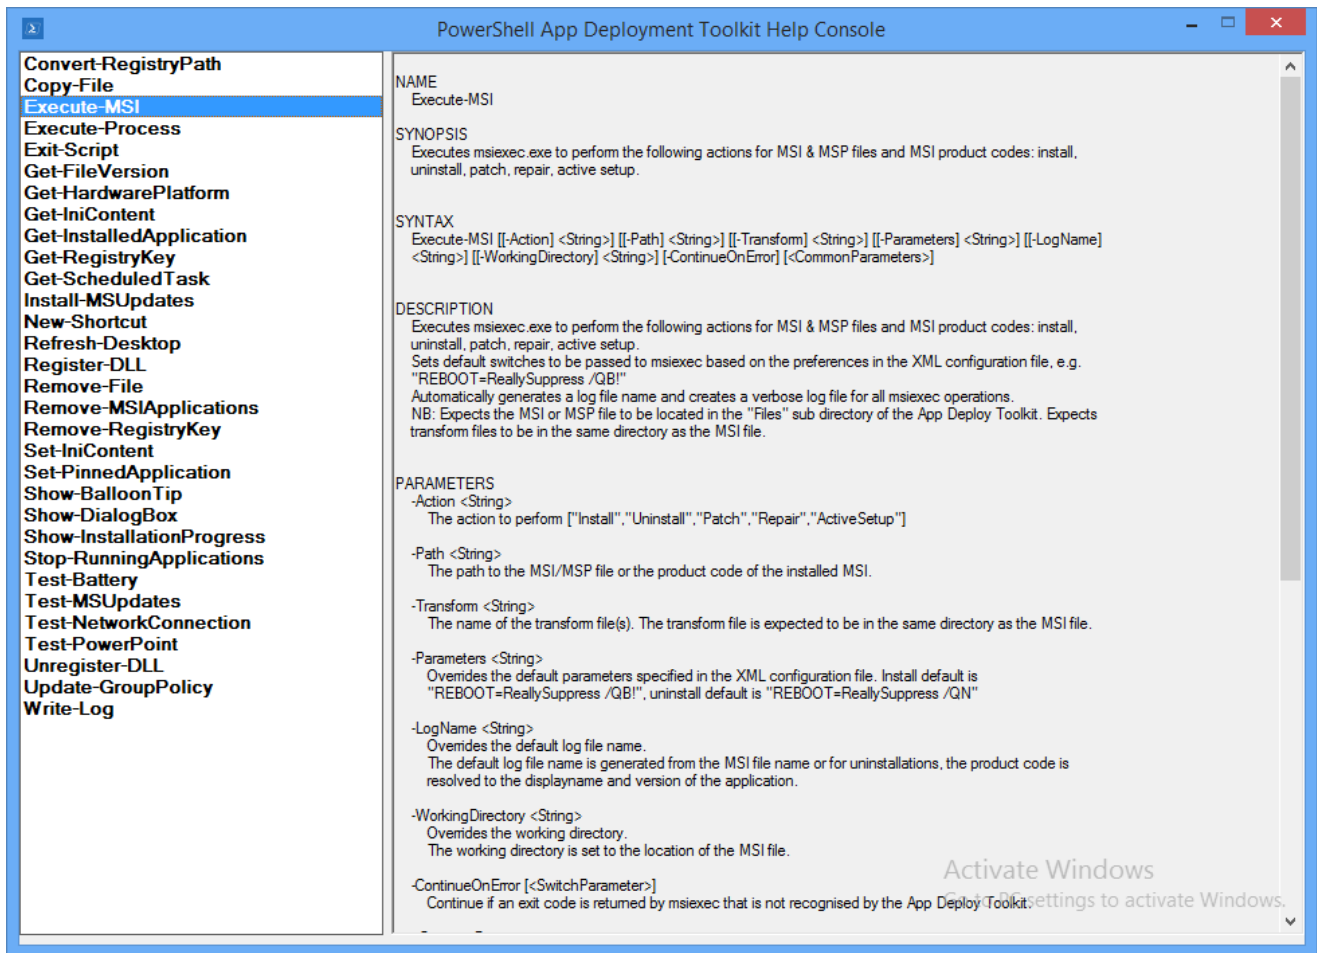 PowerShell App Deployment Toolkit Help Console
Convert-RegistryPath
Copy-File
Execute-MSI
Execute-Process
Exit-Script
Get-FileVersion
Get-HardwarePlatform
Get-IniContent
Get-InstalledApplication
Get-RegistryKey
Get-ScheduledTask
Install-MSUpdates
New-Shortcut
Refresh-Desktop
Register-DLL
Remove-File
Remove-MSIApplications
Remove-RegistryKey
Set-IniContent
Set-PinnedApplication
Show-BalloonTip
Show-DialogBox
Show-InstallationProgress
Stop-RunningApplications
Test-Battery
Test-MSUpdates
Test-NetworkConnection
Test-PowerPoint
Unregister-DLL
Update-GroupPolicy
Write-Log
NAME
Execute-MSI
SYNOPSIS
Executes msiexec.exe to perform the following actions for MSI & MSP files and MSI product codes: install,
uninstall, patch, repair, active setup.
SYNTAX
Execute-MSI [[-Action] <String>] [[-Path] <String>] [[-Transform] <String>] [[-Parameters] <String>] [[-LogName]
<String>] [[-WorkingDirectory] <String>] [-ContinueOnError] [<CommonParameters>]
DESCRIPTION
Executes msiexec.exe to perform the following actions for MSI & MSP files and MSI product codes: install,
uninstall, patch, repair, active setup.
Sets default switches to be passed to msiexec based on the preferences in the XML configuration file, e.g.
"REBOOT=ReallySuppress /QB!"
Automatically generates a log file name and creates a verbose log file for all msiexec operations.
NB: Expects the MSI or MSP file to be located in the "Files" sub directory of the App Deploy Toolkit. Expects
transform files to be in the same directory as the MSI file.
PARAMETERS
-Action <String>
The action to perform ["Install","Uninstall","Patch","Repair","ActiveSetup"]
-Path <String>
The path to the MSI/MSP file or the product code of the installed MSI.
-Transform <String>
The name of the transform file(s). The transform file is expected to be in the same directory as the MSI file.
-Parameters <String>
Overrides the default parameters specified in the XML configuration file. Install default is
"REBOOT=ReallySuppress /QB!", uninstall default is "REBOOT=ReallySuppress /QN"
-LogName <String>
Overrides the default log file name.
The default log file name is generated from the MSI file name or for uninstallations, the product code is
resolved to the displayname and version of the application.
-WorkingDirectory <String>
Overrides the working directory.
The working directory is set to the location of the MSI file.
-ContinueOnError [<SwitchParameter>]
Continue if an exit code is returned by msiexec that is not recognised by the App Deploy Toolkit.
Activate Windows
Go to PC settings to activate Windows.